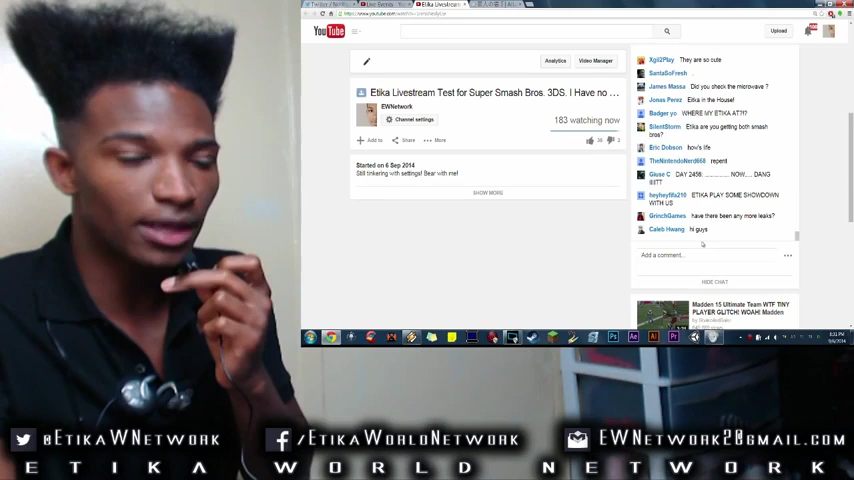 Etika Livestream
YouTube
Upload
Analytics
Video Manager
Etika Livestream Test for Super Smash Bros. 3DS. I Have no ...
EWNetwork
Channel settings
183 watching now
Add to
Share
More
Started on 6 Sep 2014
Still tinkering with settings! Bear with me!
SHOW MORE
Xgil2Play They are so cute
SantaSoFresh .
James Massa Did you check the microwave ?
Jonas Perez Etika in the House!
Badger yo WHERE MY ETIKA AT?!?
SilentStorm Etika are you getting both smash
bros?
Eric Dobson how's life
TheNintendoNerd668 repent
Giuse C DAY 2456: ................ NOW..... DANG
IIIITT
heyheyfifa210 ETIKA PLAY SOME SHOWDOWN
WITH US
GrinchGames have there been any more leaks?
Caleb Hwang hi guys
Add a comment...
HIDE CHAT
Madden 15 Ultimate Team WTF TINY
PLAYER GLITCH! WOAH! Madden
Ps
Ae
Ai
Pr
@EtikaWNetwork
/EtikaWorldNetwork
EWNetwork2@gmail.com
ETIKA WORLD NETWORK